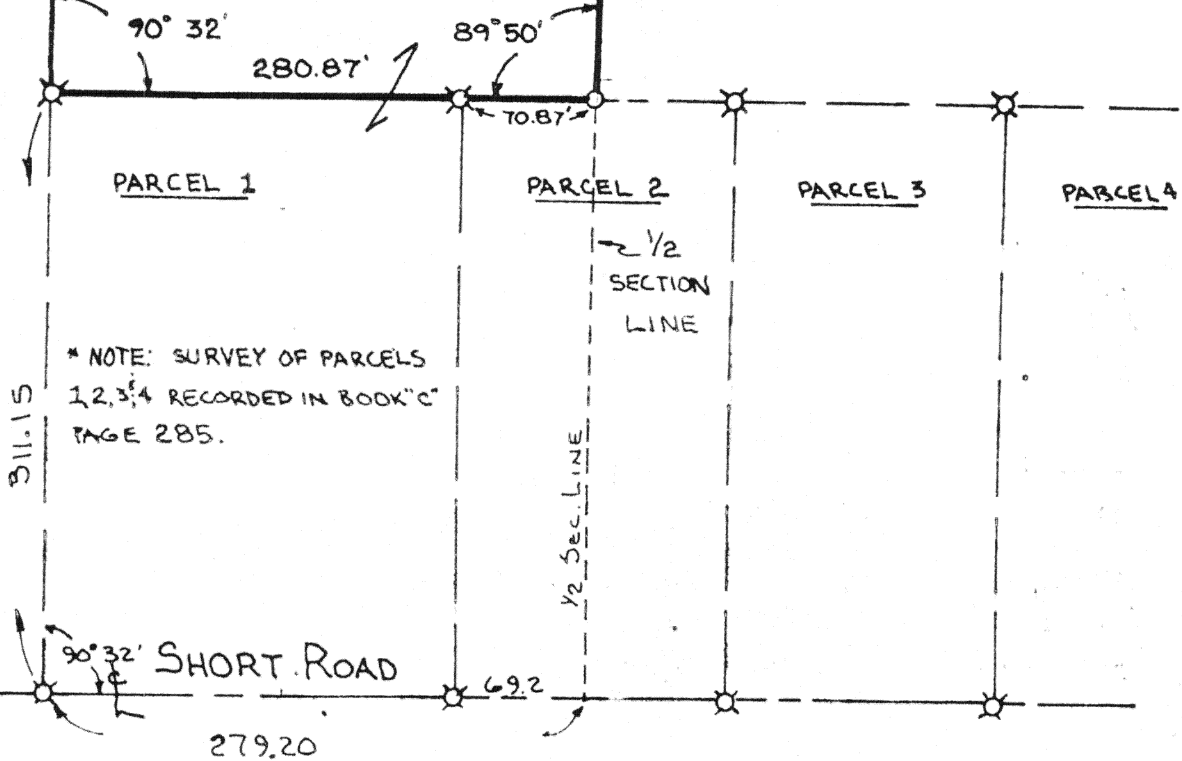 90° 32'
89° 50'
280.87'
70.87'
PARCEL 1
PARCEL 2
PARCEL 3
PARCEL 4
1/2
SECTION
LINE
* NOTE: SURVEY OF PARCELS
1,2,3,&4 RECORDED IN BOOK "C"
PAGE 285.
311.15
1/2 SEC. LINE
90° 32'
℄
SHORT ROAD
69.2
279.20